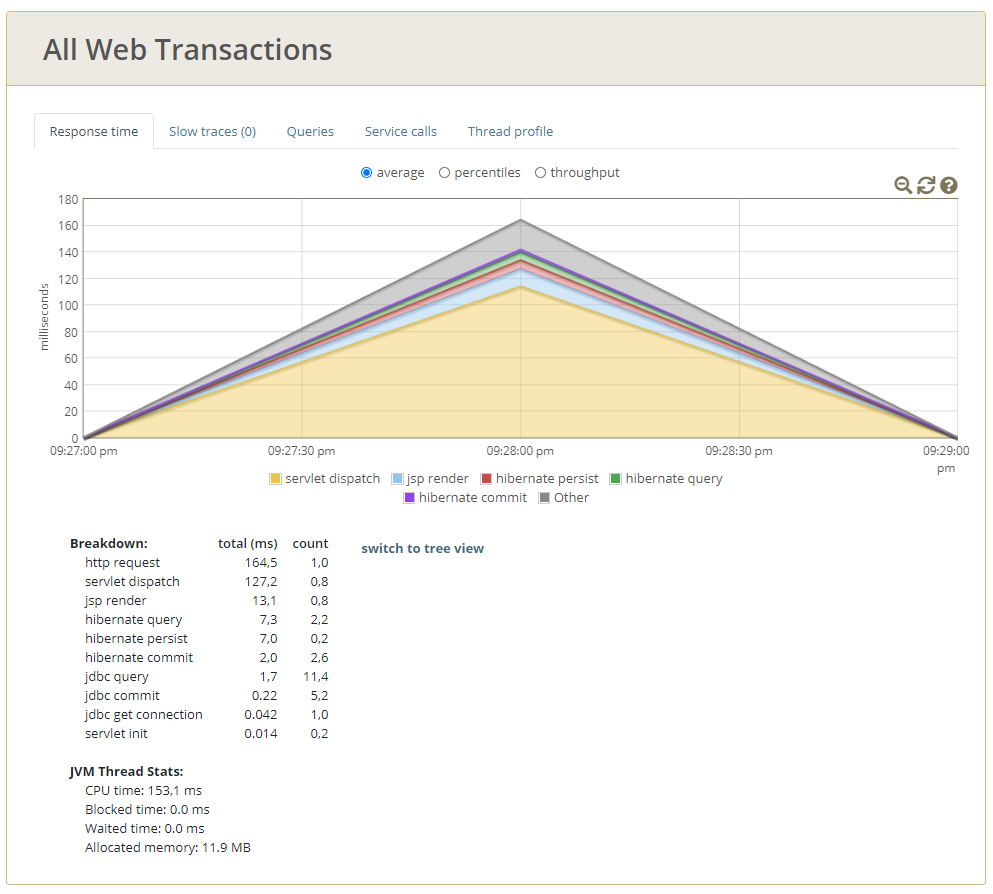 All Web Transactions
Response time Slow traces (0) Queries Service calls Thread profile
average percentiles throughput
180
160
140
120
100
80
60
40
20
0
milliseconds
09:27:00 pm 09:27:30 pm 09:28:00 pm 09:28:30 pm 09:29:00 pm
servlet dispatch jsp render hibernate persist hibernate query
hibernate commit Other
Breakdown: total (ms) count
switch to tree view
http request 164,5 1,0
servlet dispatch 127,2 0,8
jsp render 13,1 0,8
hibernate query 7,3 2,2
hibernate persist 7,0 0,2
hibernate commit 2,0 2,6
jdbc query 1,7 11,4
jdbc commit 0.22 5,2
jdbc get connection 0.042 1,0
servlet init 0.014 0,2
JVM Thread Stats:
CPU time: 153,1 ms
Blocked time: 0.0 ms
Waited time: 0.0 ms
Allocated memory: 11.9 MB